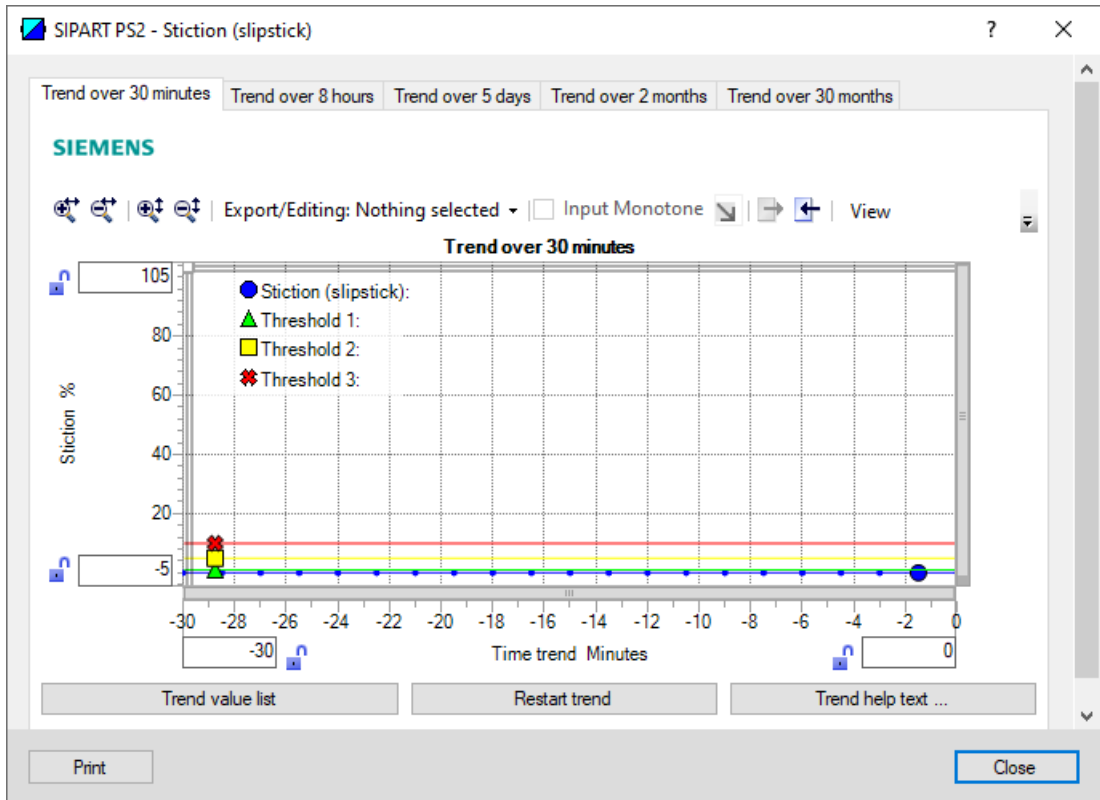 SIPART PS2 - Stiction (slipstick)
?
Trend over 30 minutes Trend over 8 hours Trend over 5 days Trend over 2 months Trend over 30 months
SIEMENS
Export/Editing: Nothing selected Input Monotone View
Trend over 30 minutes
105
80
60
40
20
-5
Stiction %
Stiction (slipstick):
Threshold 1:
Threshold 2:
Threshold 3:
-30 -28 -26 -24 -22 -20 -18 -16 -14 -12 -10 -8 -6 -4 -2 0
-30 Time trend Minutes 0
Trend value list Restart trend Trend help text ...
Print Close